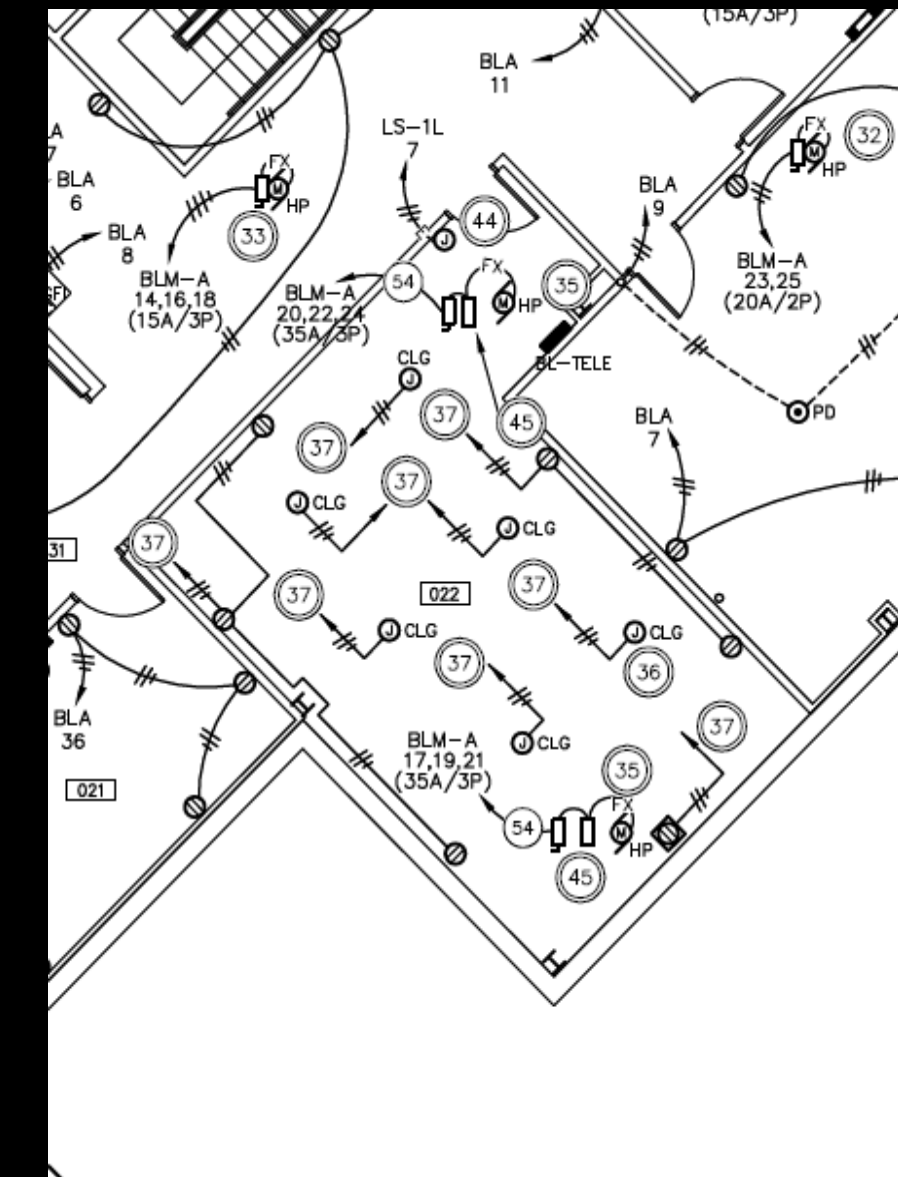 (15A/3P)
BLA
11
FX
M
HP
32
LS-1L
7
BLA
6
FX
M
HP
BLA
8
33
44
J
BLA
9
BLM-A
14,16,18
(15A/3P)
BLM-A
20,22,24
(35A/3P)
54
FX
M
HP
35
BLM-A
23,25
(20A/2P)
BL-TELE
CLG
J
37
37
45
BLA
7
PD
37
J CLG
J CLG
37
31
37
022
37
J CLG
J CLG
37
36
BLA
36
37
J CLG
BLM-A
17,19,21
(35A/3P)
35
021
54
FX
M
HP
45